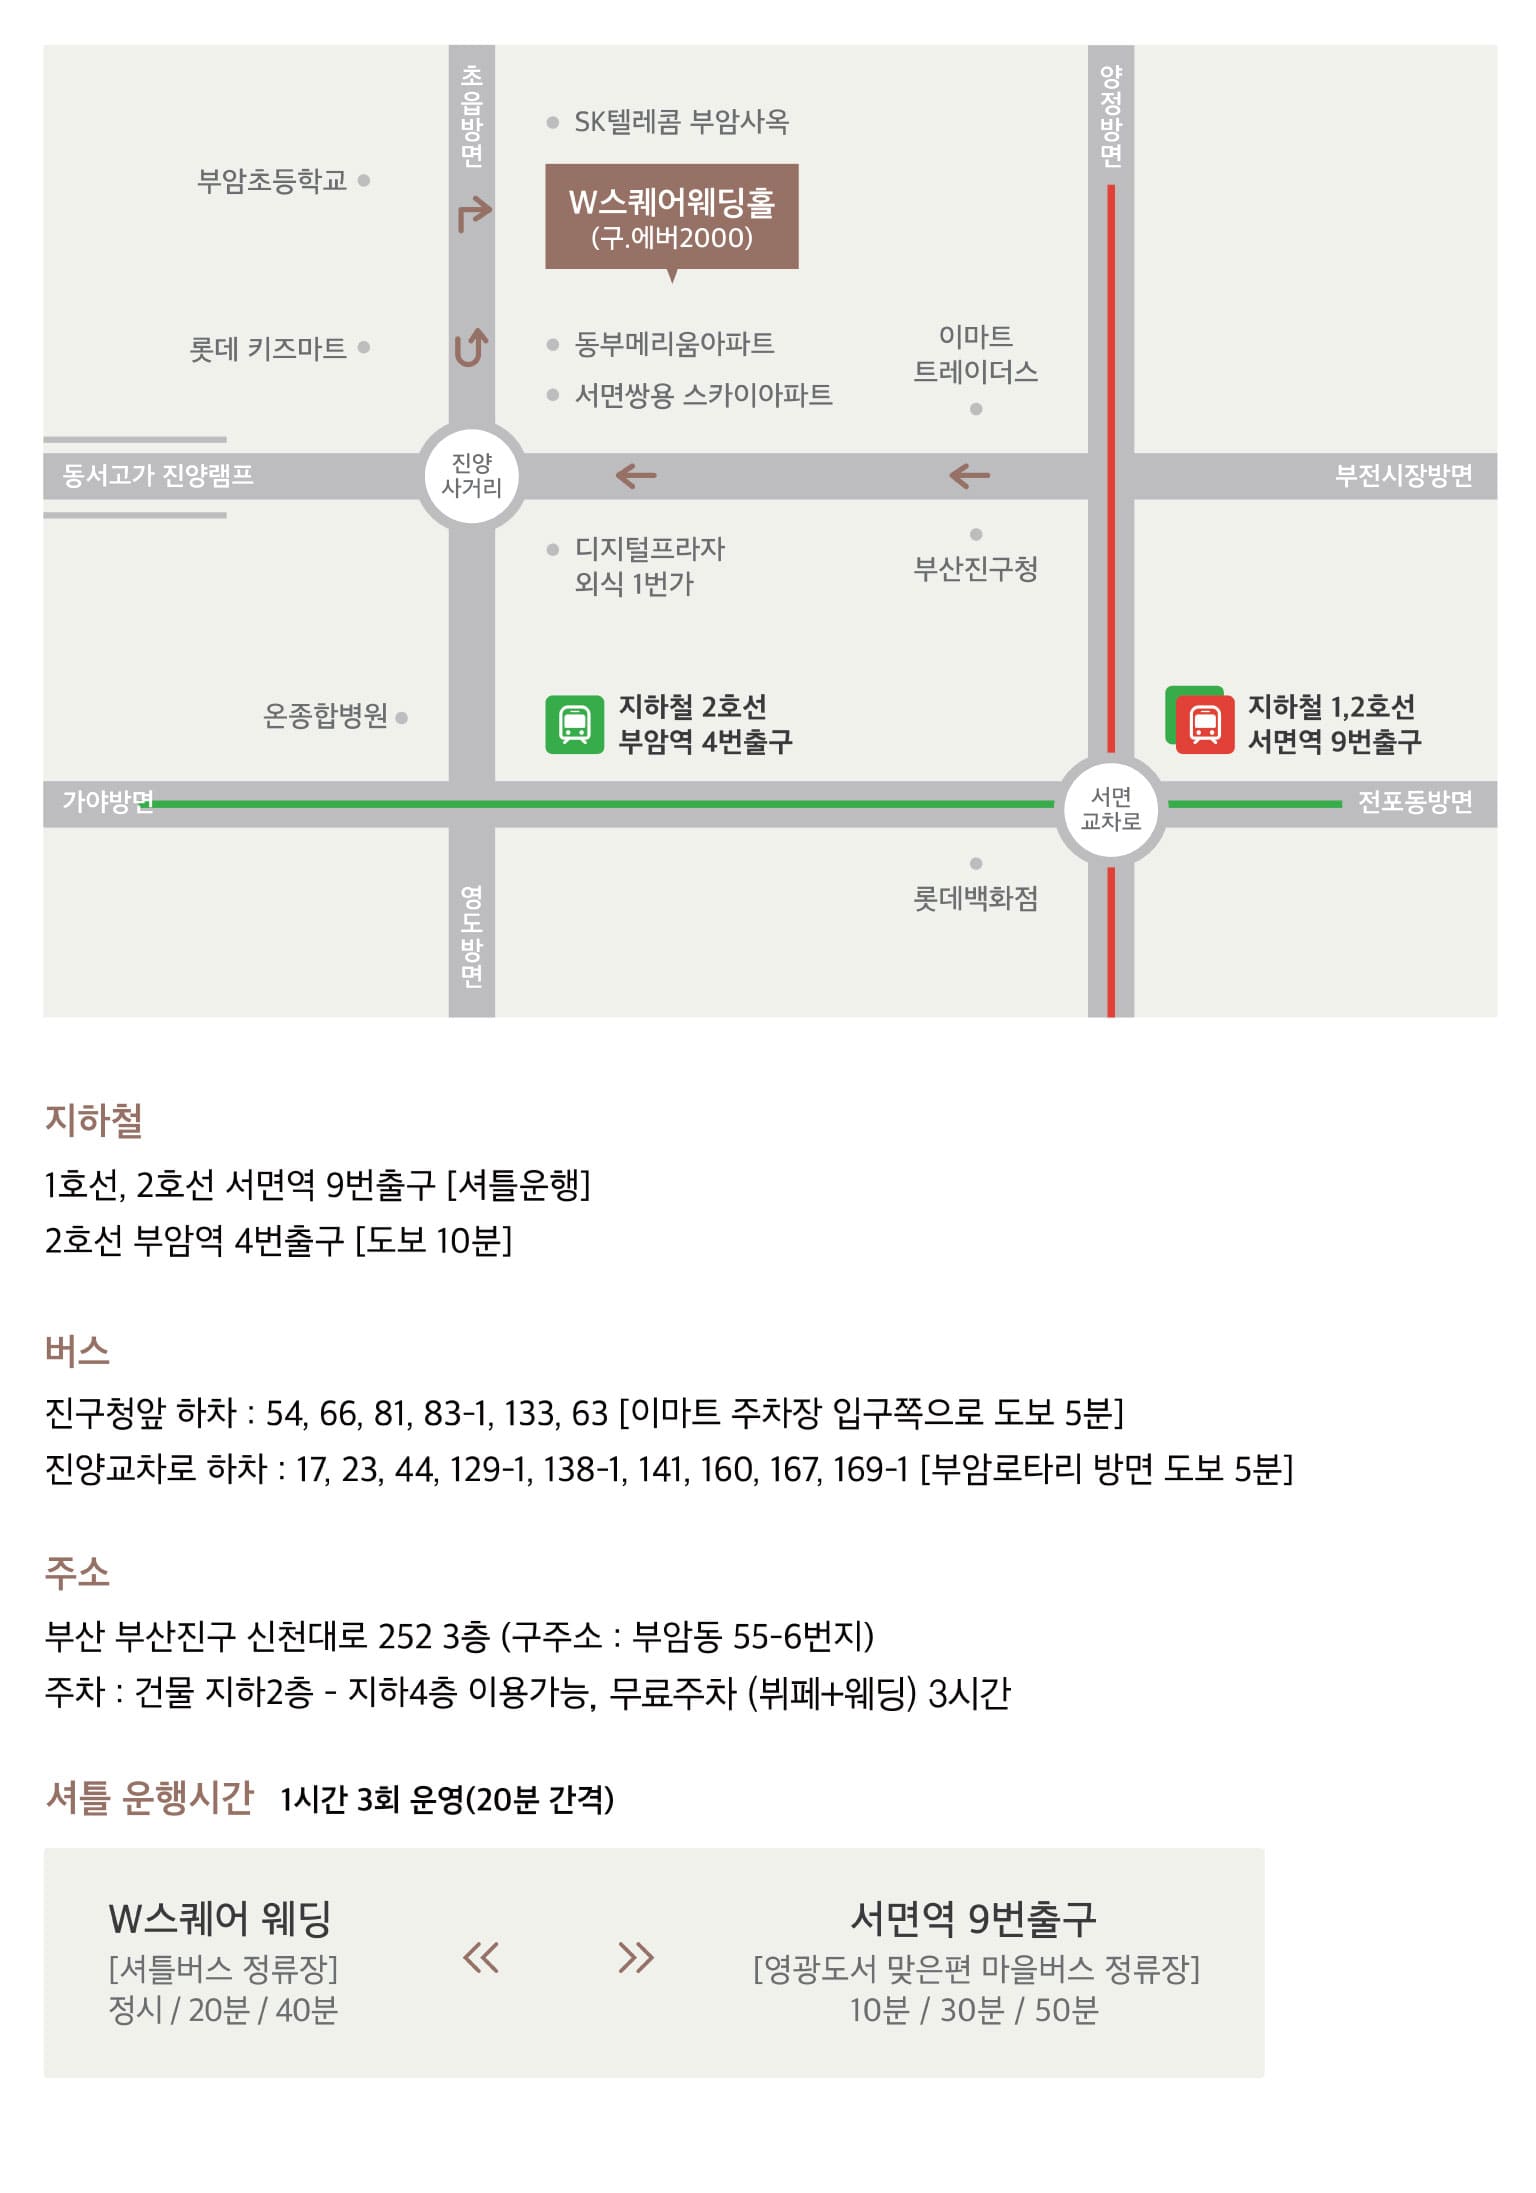 초읍방면
양정방면
SK텔레콤 부암사옥
부암초등학교
W스퀘어웨딩홀
(구.에버2000)
롯데 키즈마트
동부메리움아파트
서면쌍용 스카이아파트
이마트
트레이더스
동서고가 진양램프
진양
사거리
부전시장방면
디지털프라자
외식 1번가
부산진구청
온종합병원
지하철 2호선
부암역 4번출구
지하철 1,2호선
서면역 9번출구
가야방면
서면
교차로
전포동방면
영도방면
롯데백화점
지하철
1호선, 2호선 서면역 9번출구 [셔틀운행]
2호선 부암역 4번출구 [도보 10분]
버스
진구청앞 하차 : 54, 66, 81, 83-1, 133, 63 [이마트 주차장 입구쪽으로 도보 5분]
진양교차로 하차 : 17, 23, 44, 129-1, 138-1, 141, 160, 167, 169-1 [부암로타리 방면 도보 5분]
주소
부산 부산진구 신천대로 252 3층 (구주소 : 부암동 55-6번지)
주차 : 건물 지하2층 - 지하4층 이용가능, 무료주차 (뷔페+웨딩) 3시간
셔틀 운행시간 1시간 3회 운영(20분 간격)
W스퀘어 웨딩
[셔틀버스 정류장]
정시 / 20분 / 40분
서면역 9번출구
[영광도서 맞은편 마을버스 정류장]
10분 / 30분 / 50분